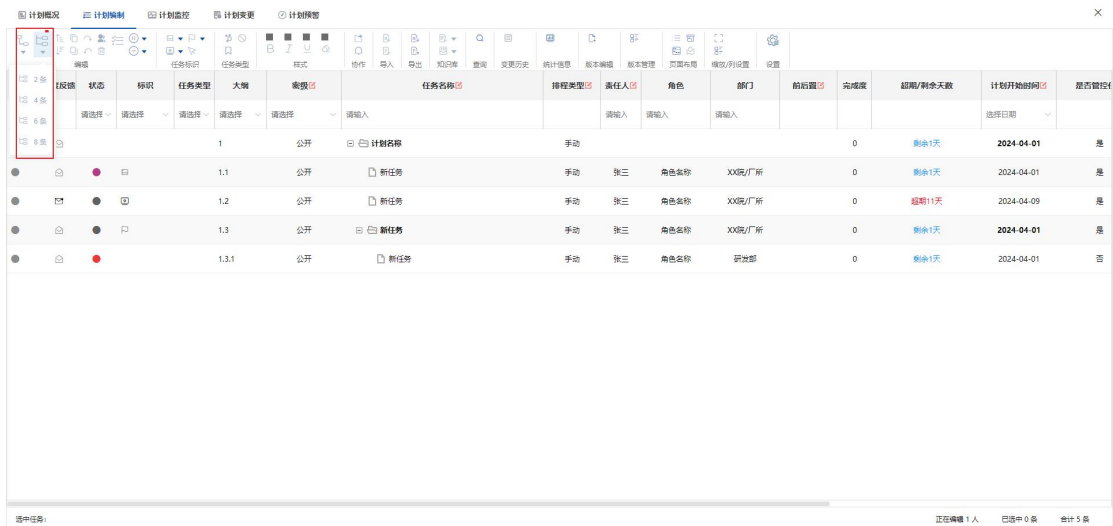 计划概况 计划编制 计划监控 计划变更 计划预警
B I U
编辑 任务标识 任务类型 样式 协作 导入 导出 知识库 查询 变更历史 统计信息 版本编辑 版本管理 页面布局 缩放/列设置 设置
2 条
4 条
6 条
8 条
反馈 状态 标识 任务类型 大纲 密级 任务名称 排程类型 责任人 角色 部门 前后置 完成度 超期/剩余天数 计划开始时间 是否管控任
请选择 请选择 请选择 请选择 请选择 请输入 请输入 请输入 请输入 选择日期
1 公开 计划名称 手动 0 剩余1天 2024-04-01 是
1.1 公开 新任务 手动 张三 角色名称 XX院/厂所 0 剩余1天 2024-04-01 是
1.2 公开 新任务 手动 张三 角色名称 XX院/厂所 0 超期11天 2024-04-09 是
1.3 公开 新任务 手动 张三 角色名称 XX院/厂所 0 剩余1天 2024-04-01 是
1.3.1 公开 新任务 手动 张三 角色名称 研发部 0 剩余1天 2024-04-01 否
选中任务: 正在编辑 1 人 已选中 0 条 合计 5 条